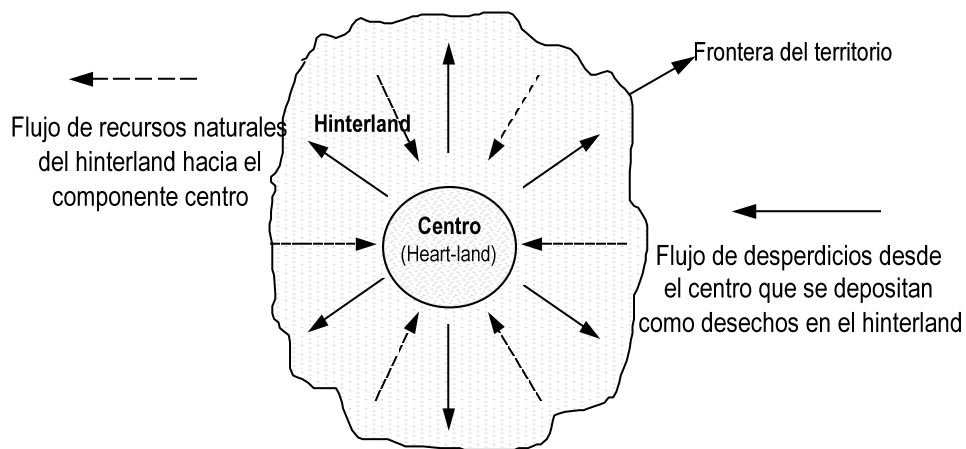 Frontera del territorio
Flujo de recursos naturales
del hinterland hacia el
componente centro
Hinterland
Centro
(Heart-land)
Flujo de desperdicios desde
el centro que se depositan
como desechos en el hinterland